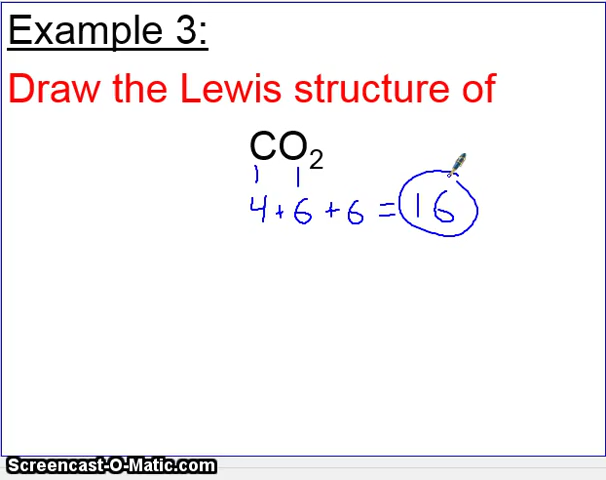 Example 3:
Draw the Lewis structure of
CO₂
4 + 6 + 6 = 16
Screencast-O-Matic.com